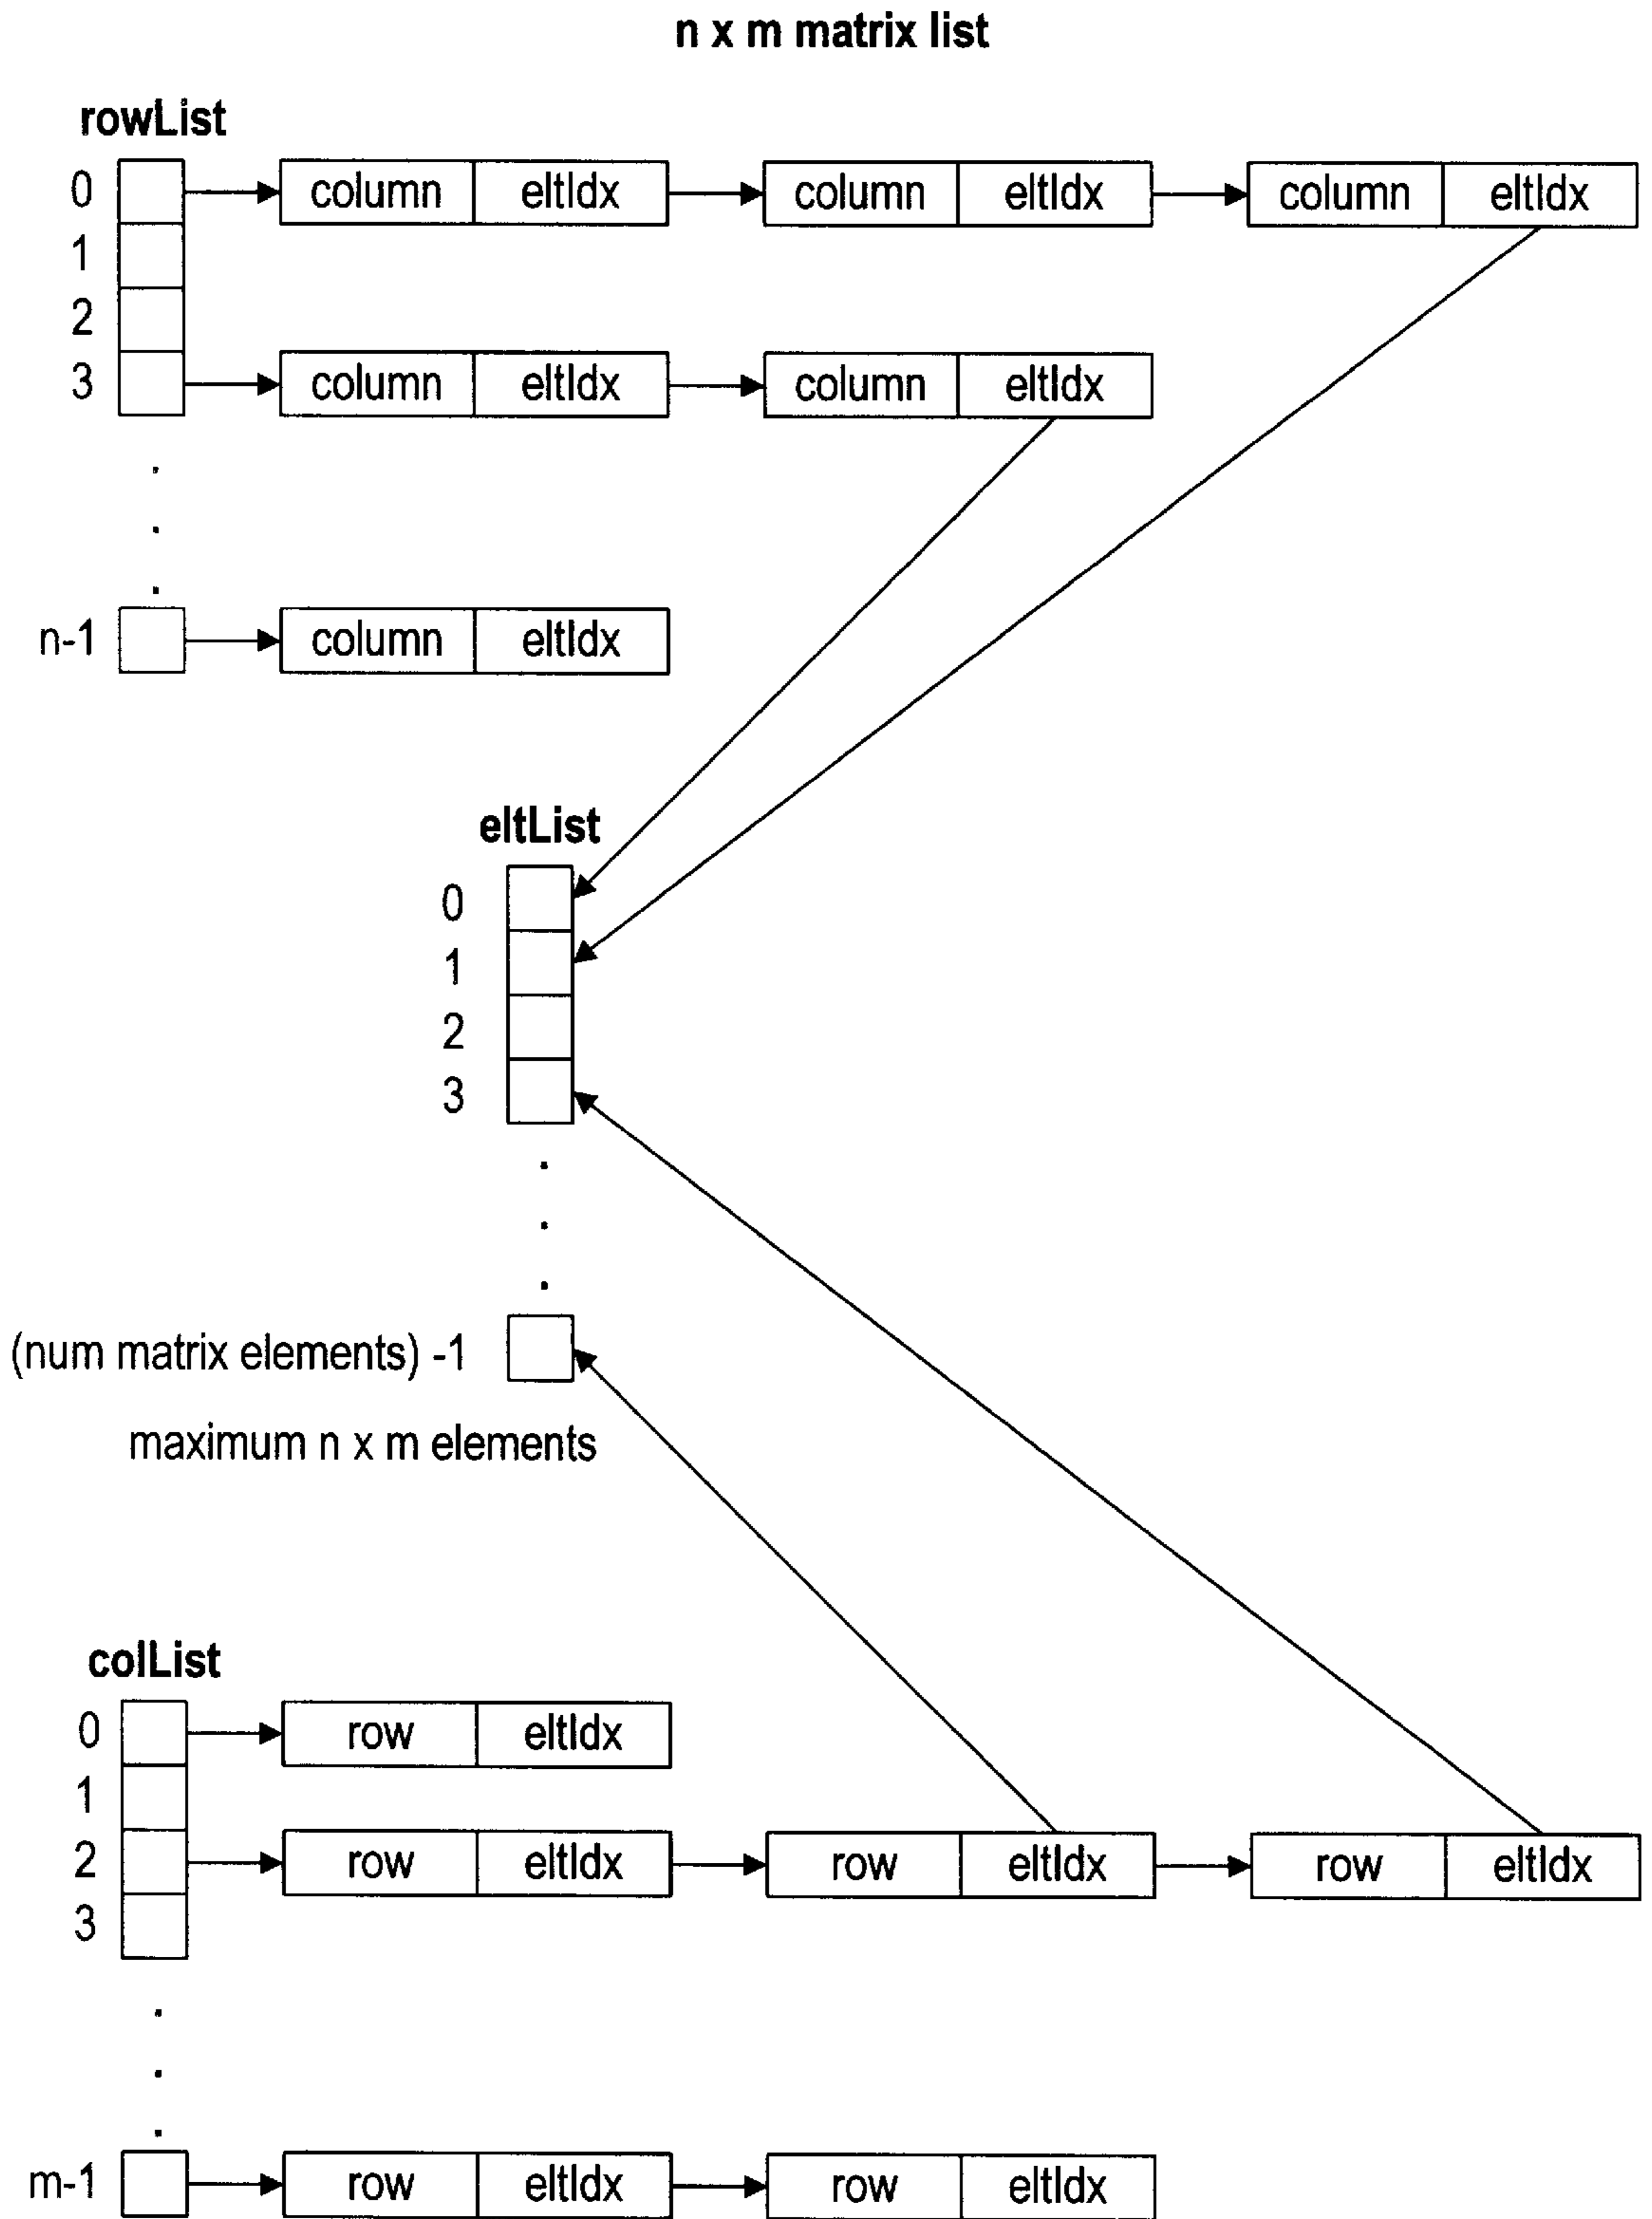 n x m matrix list
rowList
0 column eltIdx column eltIdx column eltIdx
1
2
3 column eltIdx column eltIdx
.
.
.
n-1 column eltIdx
eltList
0
1
2
3
.
.
.
(num matrix elements) -1
maximum n x m elements
colList
0 row eltIdx
1
2 row eltIdx row eltIdx row eltIdx
3
.
.
.
m-1 row eltIdx row eltIdx